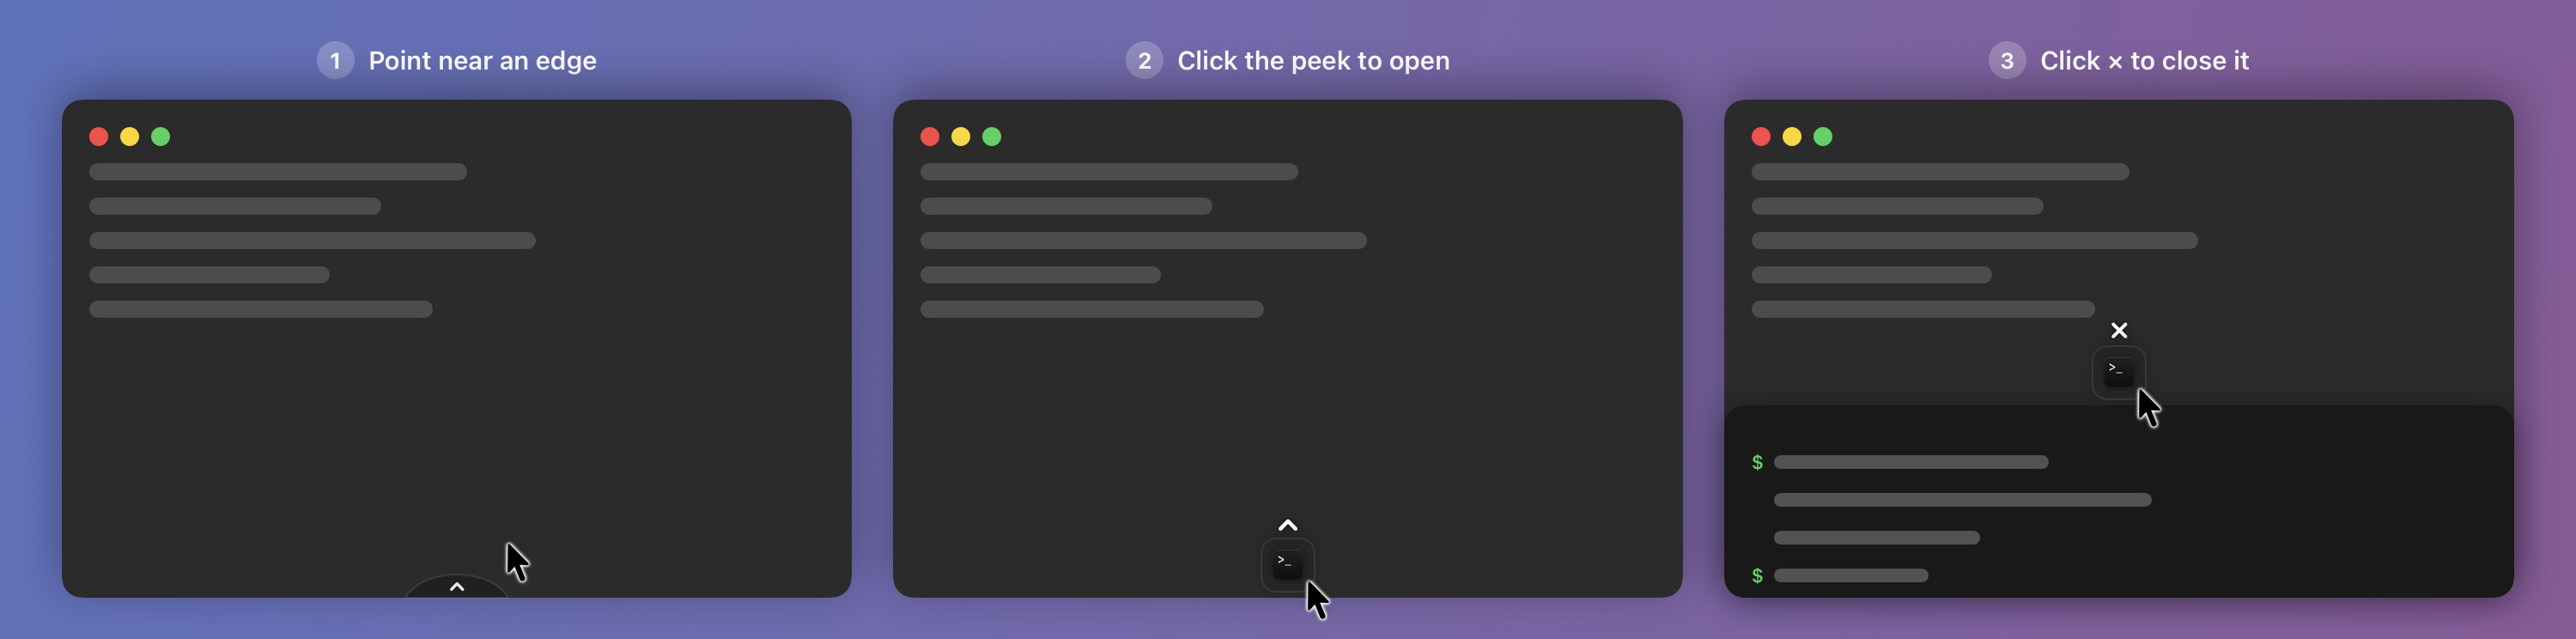 1 Point near an edge
2 Click the peek to open
3 Click × to close it
>_
>_
$
$